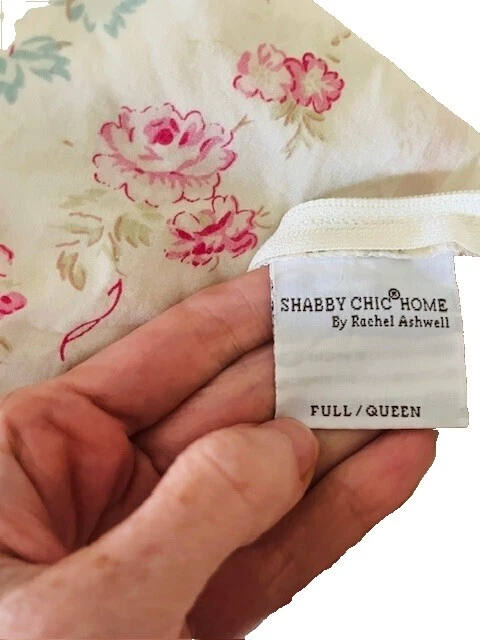 SHABBY CHIC® HOME
By Rachel Ashwell
FULL / QUEEN